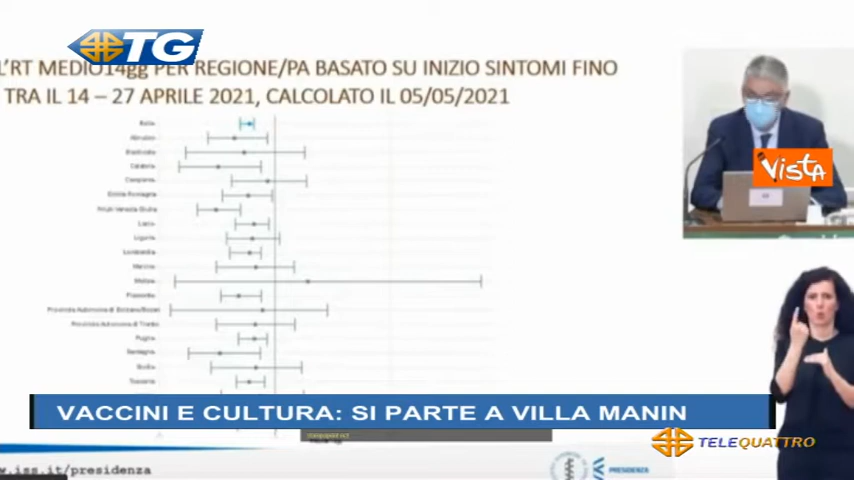 TG
L'RT MEDIO14gg PER REGIONE/PA BASATO SU INIZIO SINTOMI FINO
TRA IL 14 – 27 APRILE 2021, CALCOLATO IL 05/05/2021
Italia
Abruzzo
Basilicata
Calabria
Campania
Emilia-Romagna
Friuli Venezia Giulia
Lazio
Liguria
Lombardia
Marche
Molise
Piemonte
Provincia Autonoma di Bolzano/Bozen
Provincia Autonoma di Trento
Puglia
Sardegna
Sicilia
Toscana
VISTA
VACCINI E CULTURA: SI PARTE A VILLA MANIN
TELEQUATTRO
w.iss.it/presidenza
PRESIDENZA